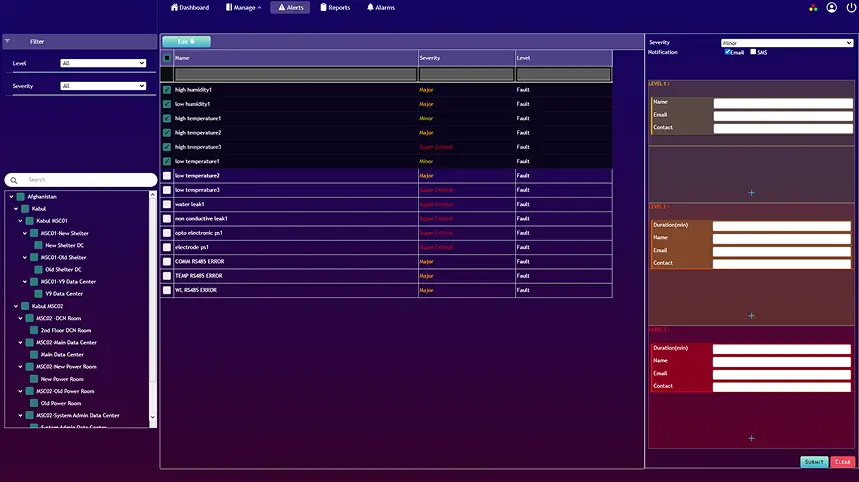 Dashboard Manage Alerts Reports Alarms
Filter
Level All
Severity All
Search
Afghanistan
Kabul
Kabul MSC01
MSC01-New Shelter
New Shelter DC
MSC01-Old Shelter
Old Shelter DC
MSC01-V9 Data Center
V9 Data Center
Kabul MSC02
MSC02 -DCN Room
2nd Floor DCN Room
MSC02-Main Data Center
Main Data Center
MSC02-New Power Room
New Power Room
MSC02-Old Power Room
Old Power Room
MSC02-System Admin Data Center
System Admin Data Center
Edit
Name Severity Level
high humidity1 Major Fault
low humidity1 Major Fault
high temperature1 Minor Fault
high temperature2 Major Fault
high temperature3 Super Critical Fault
low temperature1 Minor Fault
low temperature2 Major Fault
low temperature3 Super Critical Fault
water leak1 Super Critical Fault
non conductive leak1 Super Critical Fault
opto electronic ps1 Super Critical Fault
electrode ps1 Super Critical Fault
COMM RS485 ERROR Major Fault
TEMP RS485 ERROR Major Fault
WL RS485 ERROR Major Fault
Severity Minor
Notification Email SMS
LEVEL 1 :
Name
Email
Contact
+
LEVEL 2 :
Duration(min)
Name
Email
Contact
+
LEVEL 3 :
Duration(min)
Name
Email
Contact
+
SUBMIT CLEAR